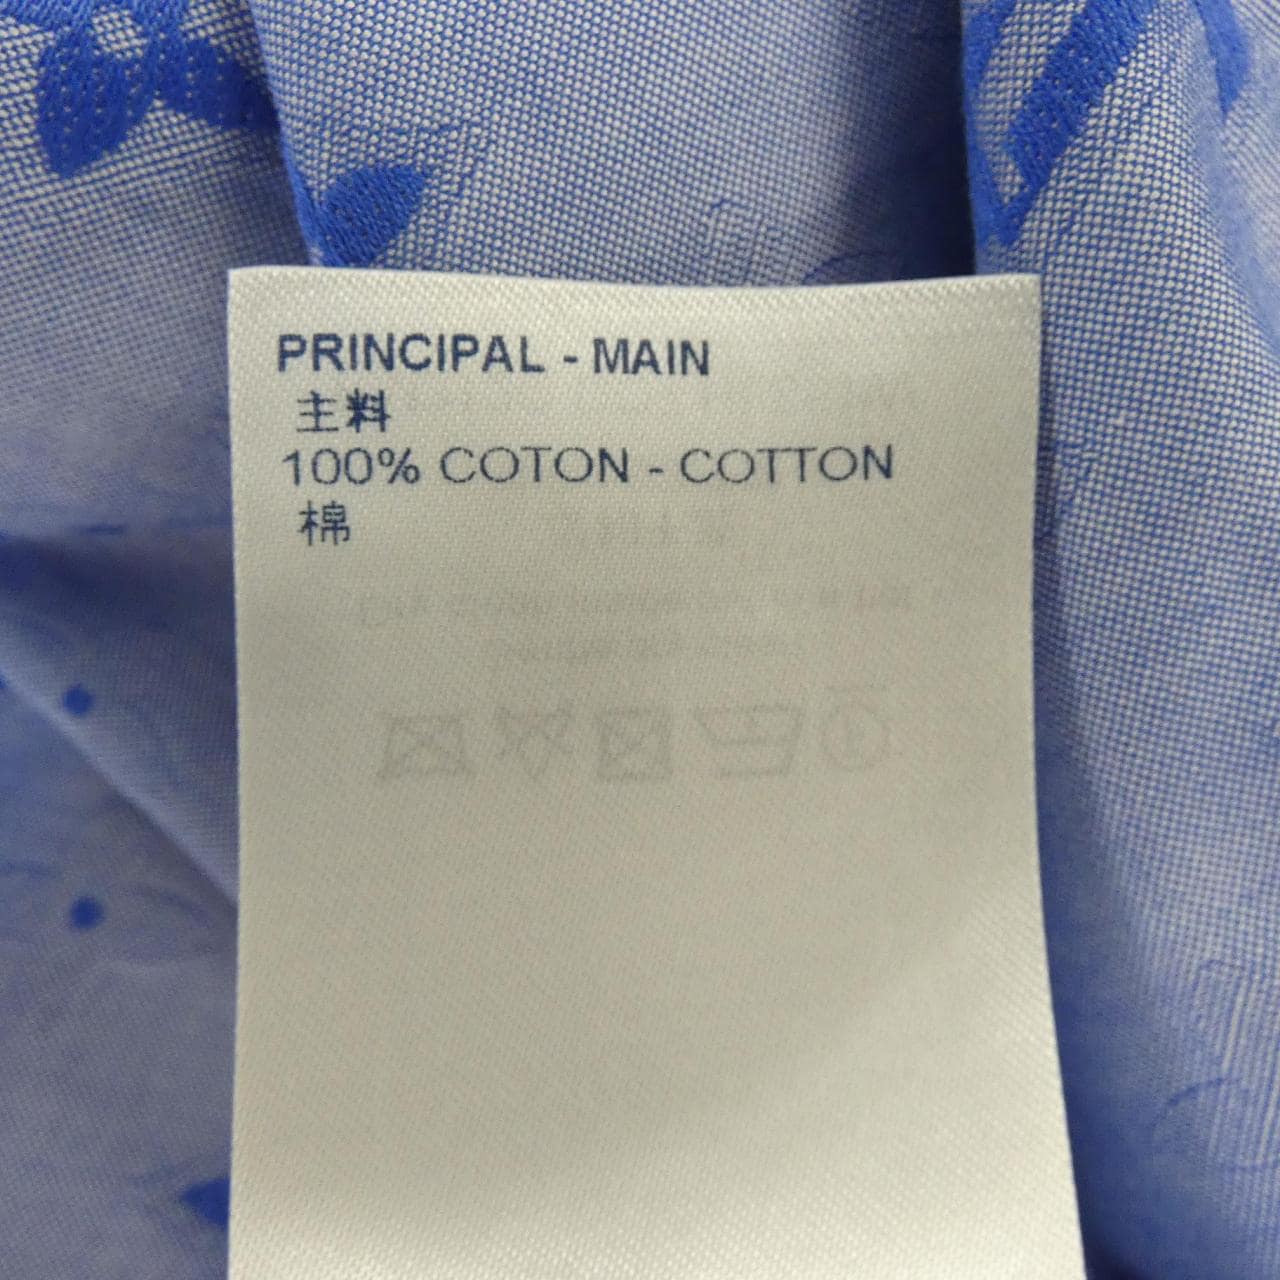 PRINCIPAL - MAIN
主料
100% COTON - COTTON
棉